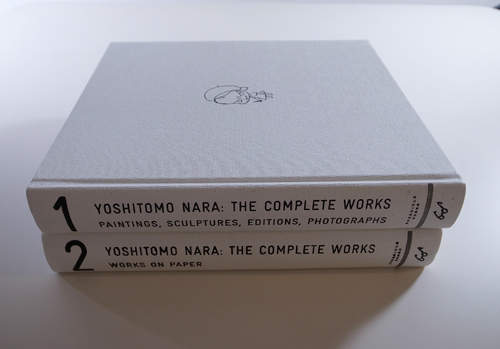 1
YOSHITOMO NARA: THE COMPLETE WORKS
PAINTINGS, SCULPTURES, EDITIONS, PHOTOGRAPHS
2
YOSHITOMO NARA: THE COMPLETE WORKS
WORKS ON PAPER